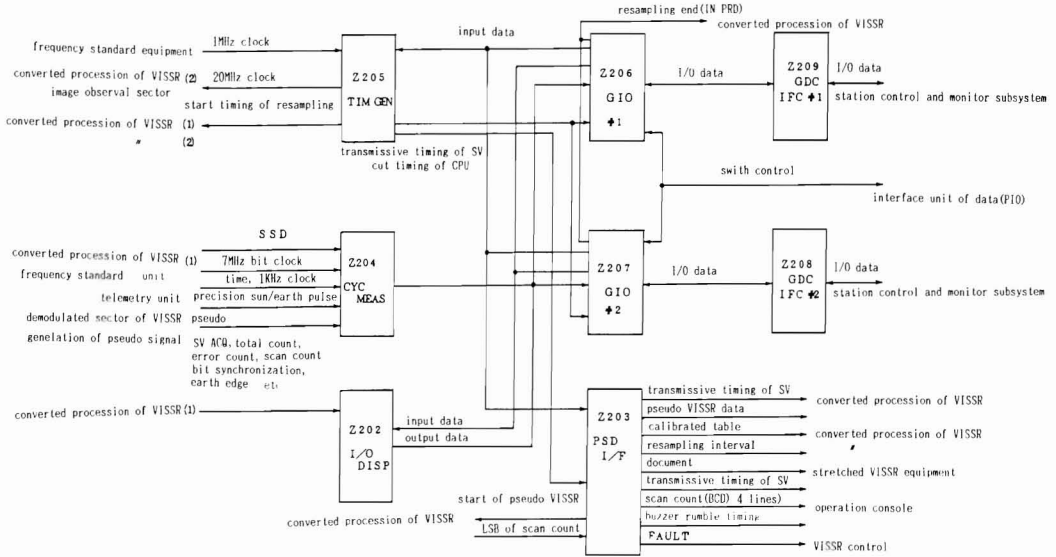 resampling end(IN PRD)
converted procession of VISSR
1MHz clock
frequency standard equipment
input data
Z205
TIM GEN
Z206
GIO
#1
I/O data
Z209
GDC
IFC #1
I/O data
station control and monitor subsystem
converted procession of VISSR (2)
20MHz clock
image observal sector
start timing of resampling
converted procession of VISSR (1)
〃 (2)
transmissive timing of SV
cut timing of CPU
swith control
interface unit of data(PIO)
SSD
converted procession of VISSR (1)
7MHz bit clock
frequency standard unit
time, 1KHz clock
telemetry unit
precision sun/earth pulse
demodulated sector of VISSR
pseudo
genelation of pseudo signal
SV ACQ, total count,
error count, scan count
bit synchronization,
earth edge etc
Z204
CYC
MEAS
Z207
GIO
#2
I/O data
Z208
GDC
IFC #2
I/O data
station control and monitor subsystem
converted procession of VISSR(1)
Z202
I/O
DISP
input data
output data
Z203
PSD
I/F
transmissive timing of SV
converted procession of VISSR
pseudo VISSR data
calibrated table
converted procession of VISSR
resampling interval
〃
document
stretched VISSR equipment
transmissive timing of SV
scan count(BCD) 4 lines)
operation console
buzzer rumble timing
FAULT
VISSR control
start of pseudo VISSR
converted procession of VISSR
LSB of scan count